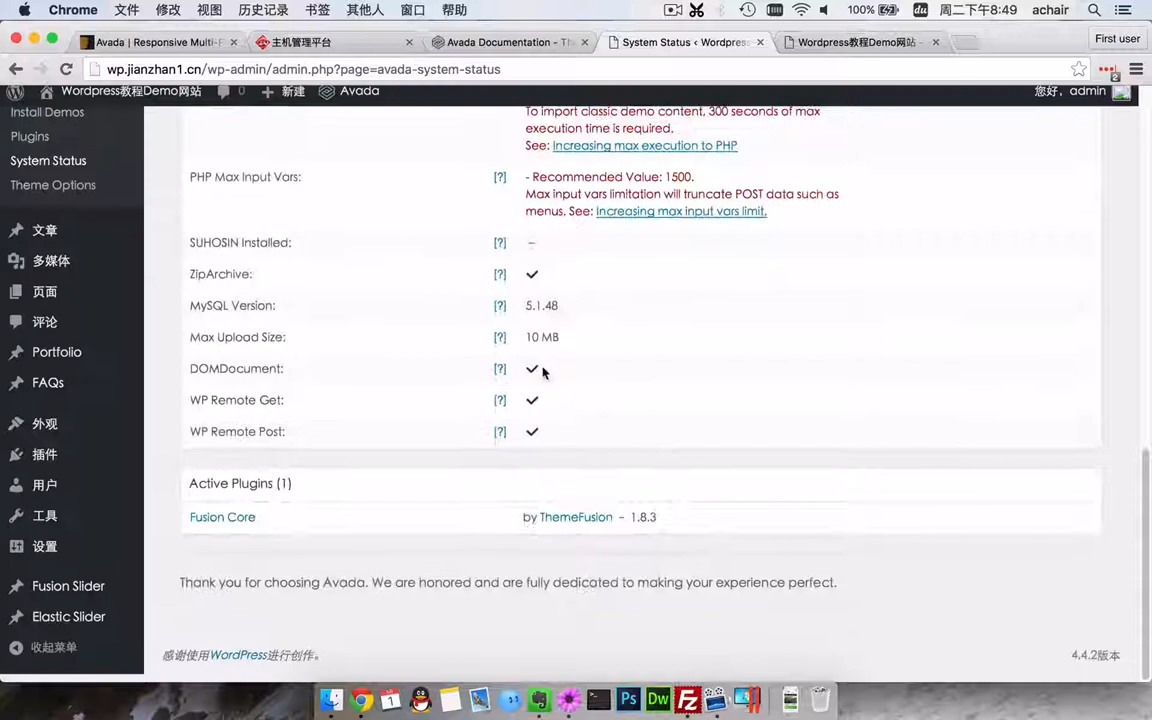 Chrome 文件 修改 视图 历史记录 书签 其他人 窗口 帮助 100% du 周二下午8:49 achair
Avada | Responsive Multi-F 主机管理平台 Avada Documentation - Th System Status ‹ Wordpress Wordpress教程Demo网站 - First user
wp.jianzhan1.cn/wp-admin/admin.php?page=avada-system-status 2
Wordpress教程Demo网站 0 新建 Avada 您好, admin
Install Demos
Plugins
System Status
Theme Options
文章
多媒体
页面
评论
Portfolio
FAQs
外观
插件
用户
工具
设置
Fusion Slider
Elastic Slider
收起菜单
To import classic demo content, 300 seconds of max
execution time is required.
See: Increasing max execution to PHP
PHP Max Input Vars: [?] - Recommended Value: 1500.
Max input vars limitation will truncate POST data such as
menus. See: Increasing max input vars limit.
SUHOSIN Installed: [?] –
ZipArchive: [?] ✔
MySQL Version: [?] 5.1.48
Max Upload Size: [?] 10 MB
DOMDocument: [?] ✔
WP Remote Get: [?] ✔
WP Remote Post: [?] ✔
Active Plugins (1)
Fusion Core by ThemeFusion – 1.8.3
Thank you for choosing Avada. We are honored and are fully dedicated to making your experience perfect.
感谢使用WordPress进行创作。 4.4.2版本
1 Ps Dw Fz